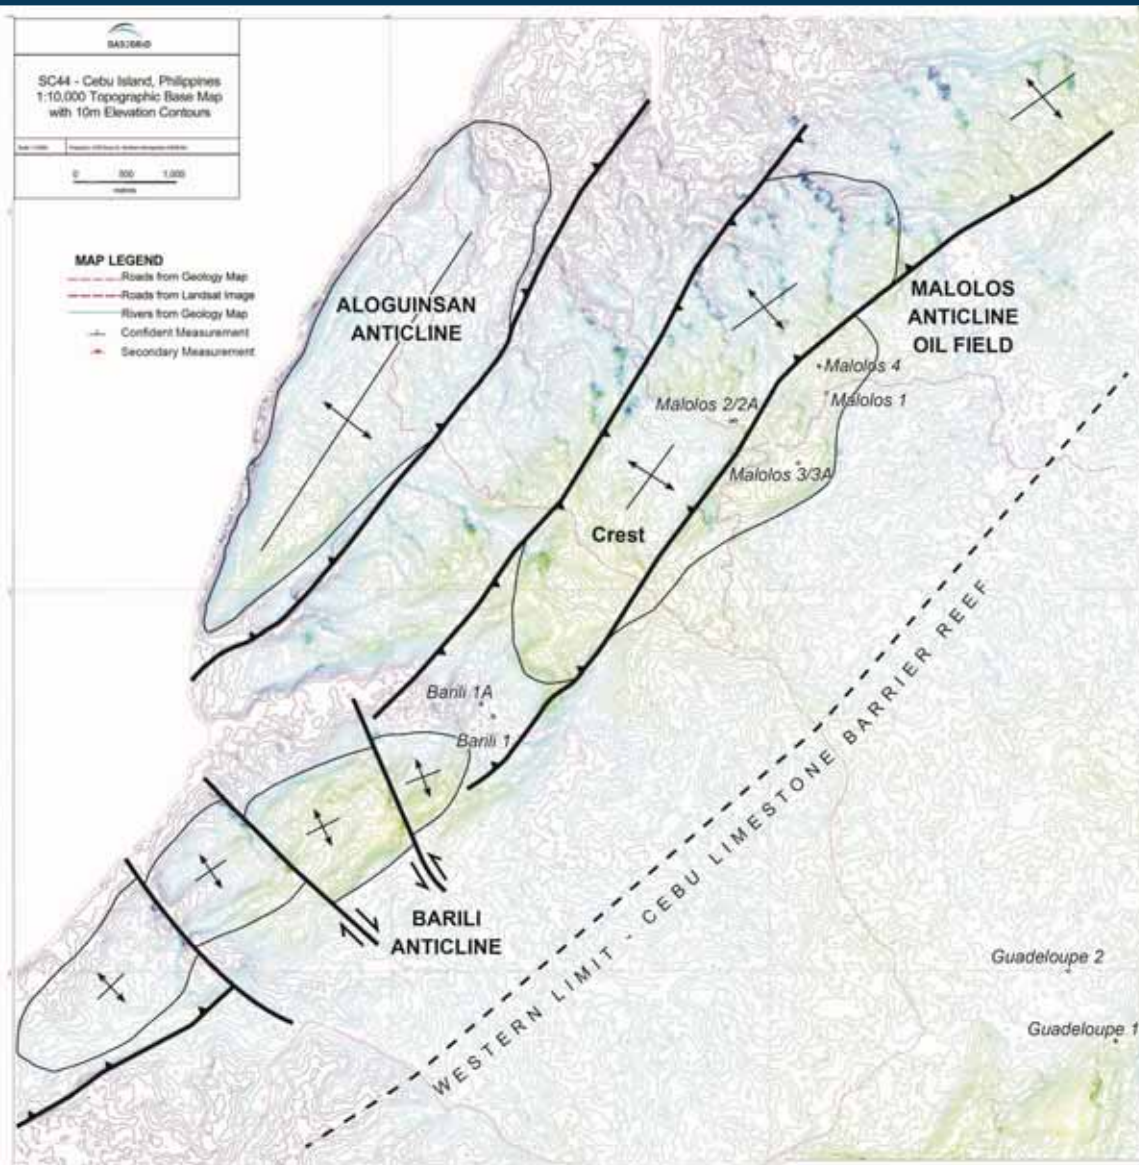 SC44 - Cebu Island, Philippines
1:10,000 Topographic Base Map
with 10m Elevation Contours
0 500 1,000
MAP LEGEND
Roads from Geology Map
Roads from Landsat Image
Rivers from Geology Map
Confident Measurement
Secondary Measurement
ALOGUINSAN
ANTICLINE
MALOLOS
ANTICLINE
OIL FIELD
Malolos 4
Malolos 1
Malolos 2/2A
Malolos 3/3A
Crest
Barili 1A
Barili 1
BARILI
ANTICLINE
WESTERN LIMIT - CEBU LIMESTONE BARRIER REEF
Guadeloupe 2
Guadeloupe 1